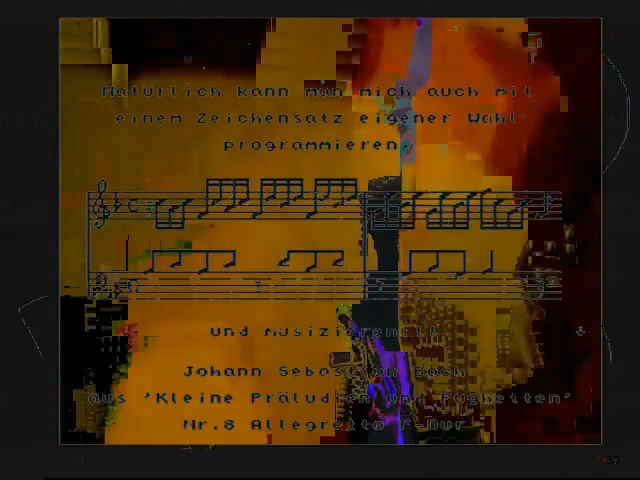 Natürlich kann man mich auch mit
einem Zeichensatz eigener Wahl
programmieren,
und musizieren!!!
Johann Sebastian Bach
aus 'Kleine Präludien und Fughetten'
Nr.8 Allegretto F-Dur